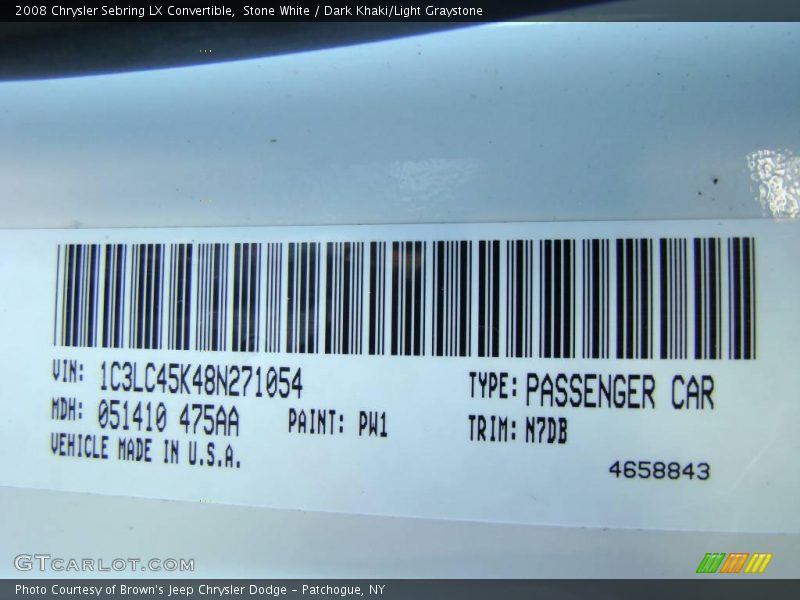 2008 Chrysler Sebring LX Convertible,  Stone White / Dark Khaki/Light Graystone
VIN: 1C3LC45K48N271054
TYPE: PASSENGER CAR
MDH: 051410 475AA
PAINT: PW1
TRIM: N7DB
VEHICLE MADE IN U.S.A.
4658843
GTCARLOT.COM
Photo Courtesy of Brown's Jeep Chrysler Dodge - Patchogue, NY